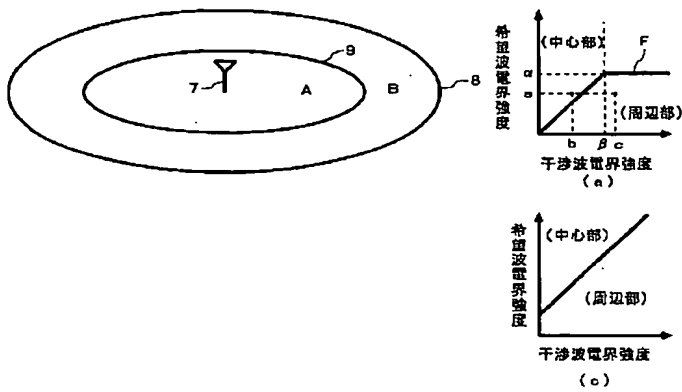 9
7
A
B
8
希望波電界強度
(中心部)
F
α
a
(周辺部)
b
β
c
干渉波電界強度
(a)
希望波電界強度
(中心部)
(周辺部)
干渉波電界強度
(c)